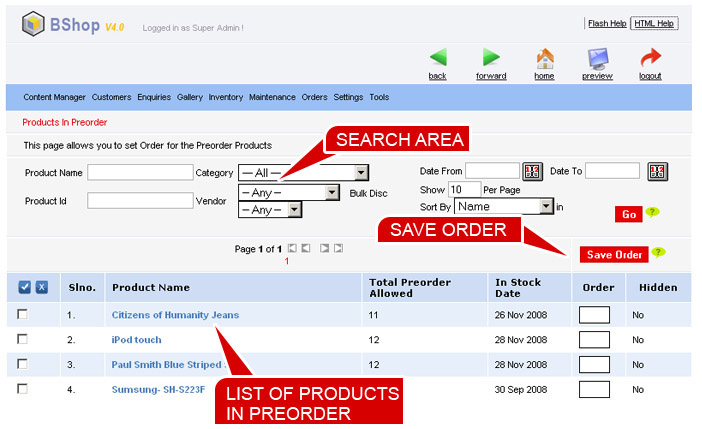 BShop V4.0 Logged in as Super Admin ! Flash Help HTML Help
back forward home preview logout
Content Manager Customers Enquiries Gallery Inventory Maintenance Orders Settings Tools
Products In Preorder
This page allows you to set Order for the Preorder Products
SEARCH AREA
Product Name Category — All — Date From Date To
Product Id Vendor — Any — Bulk Disc Show 10 Per Page
— Any — Sort By Name in Go ?
SAVE ORDER
Page 1 of 1 Save Order ?
1
Slno. Product Name Total Preorder Allowed In Stock Date Order Hidden
1. Citizens of Humanity Jeans 11 26 Nov 2008 No
2. iPod touch 12 28 Nov 2008 No
3. Paul Smith Blue Striped 12 28 Nov 2008 No
4. Sumsung- SH-S223F 30 Sep 2008 No
LIST OF PRODUCTS
IN PREORDER